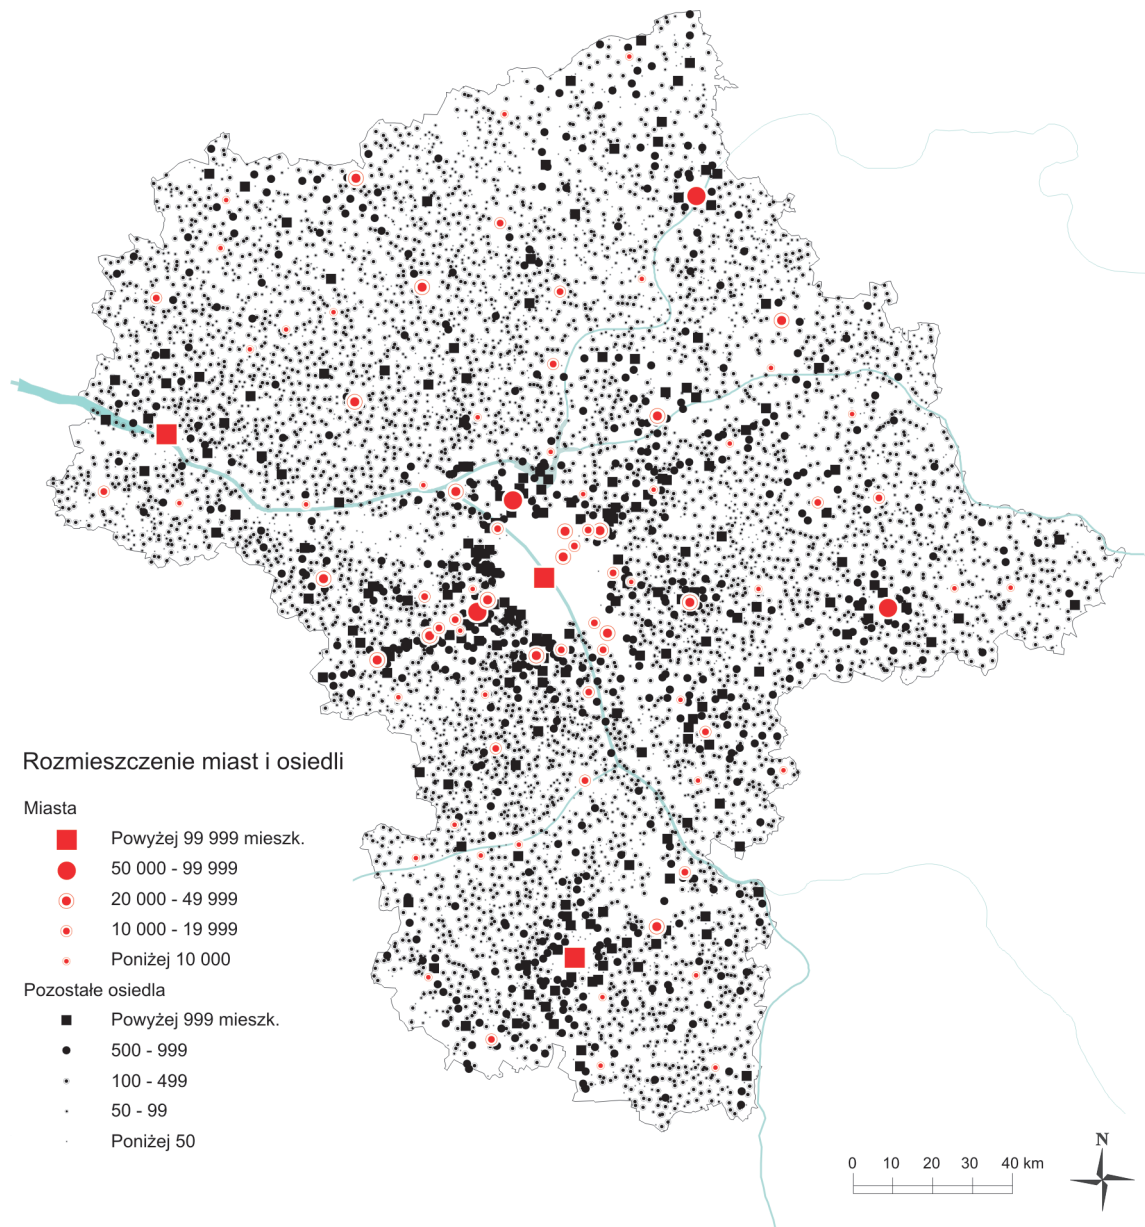 Rozmieszczenie miast i osiedli
Miasta
Powyżej 99 999 mieszk.
50 000 - 99 999
20 000 - 49 999
10 000 - 19 999
Poniżej 10 000
Pozostałe osiedla
Powyżej 999 mieszk.
500 - 999
100 - 499
50 - 99
Poniżej 50
0 10 20 30 40 km
N